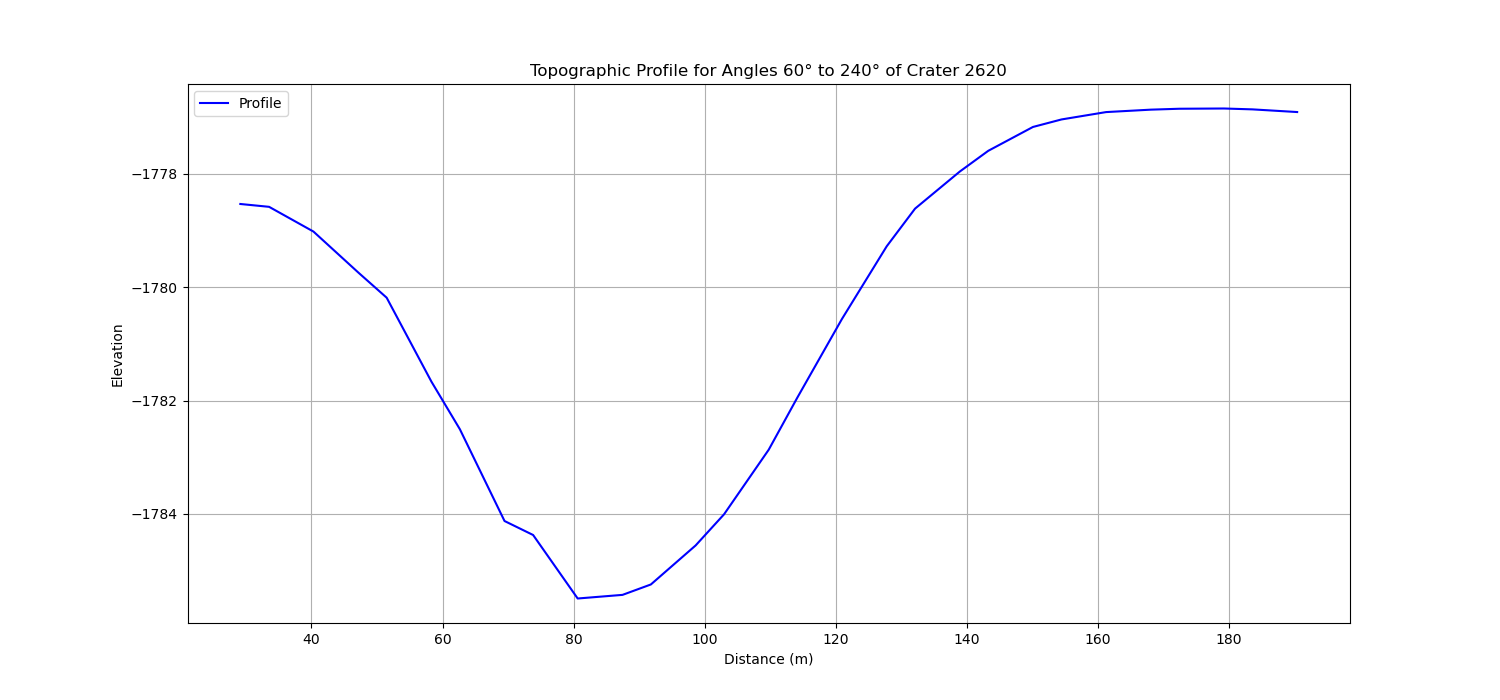 Topographic Profile for Angles 60° to 240° of Crater 2620
Profile
−1778
−1780
−1782
−1784
Elevation
40 60 80 100 120 140 160 180
Distance (m)